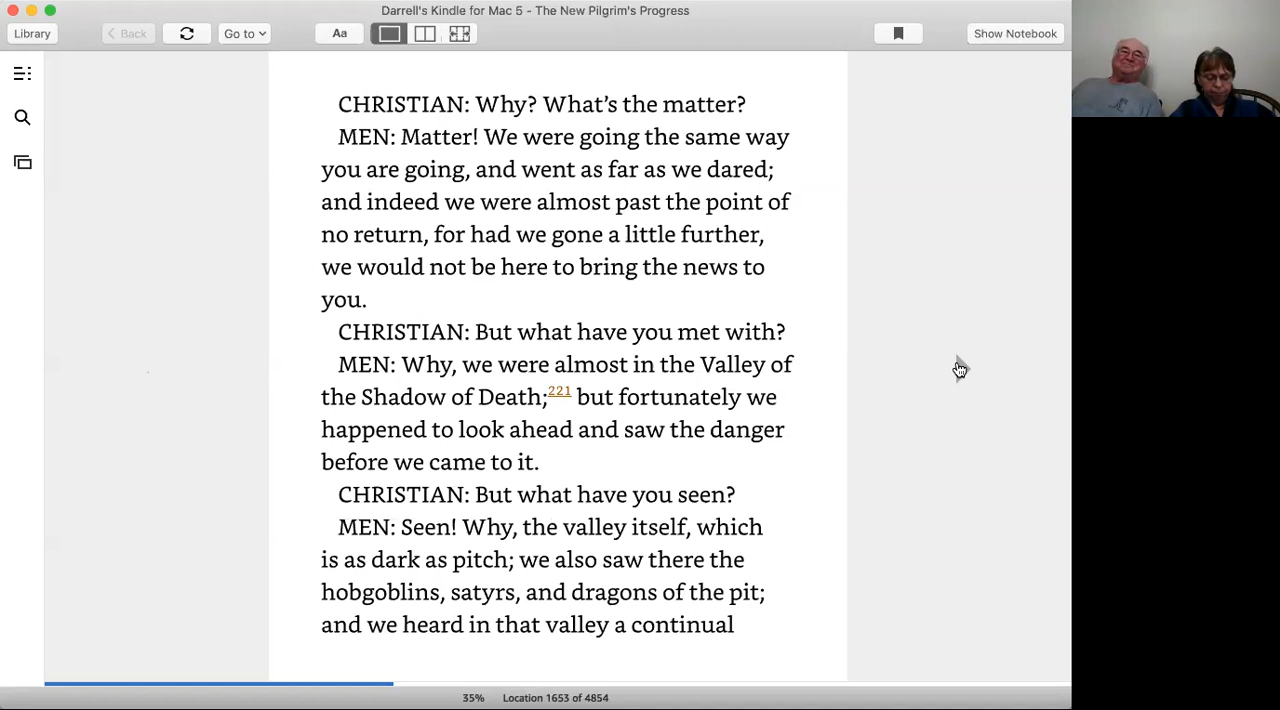 Darrell's Kindle for Mac 5 - The New Pilgrim's Progress
Library
Back
Go to
Aa
Show Notebook
CHRISTIAN: Why? What's the matter?
MEN: Matter! We were going the same way
you are going, and went as far as we dared;
and indeed we were almost past the point of
no return, for had we gone a little further,
we would not be here to bring the news to
you.
CHRISTIAN: But what have you met with?
MEN: Why, we were almost in the Valley of
the Shadow of Death;221 but fortunately we
happened to look ahead and saw the danger
before we came to it.
CHRISTIAN: But what have you seen?
MEN: Seen! Why, the valley itself, which
is as dark as pitch; we also saw there the
hobgoblins, satyrs, and dragons of the pit;
and we heard in that valley a continual
35% Location 1653 of 4854